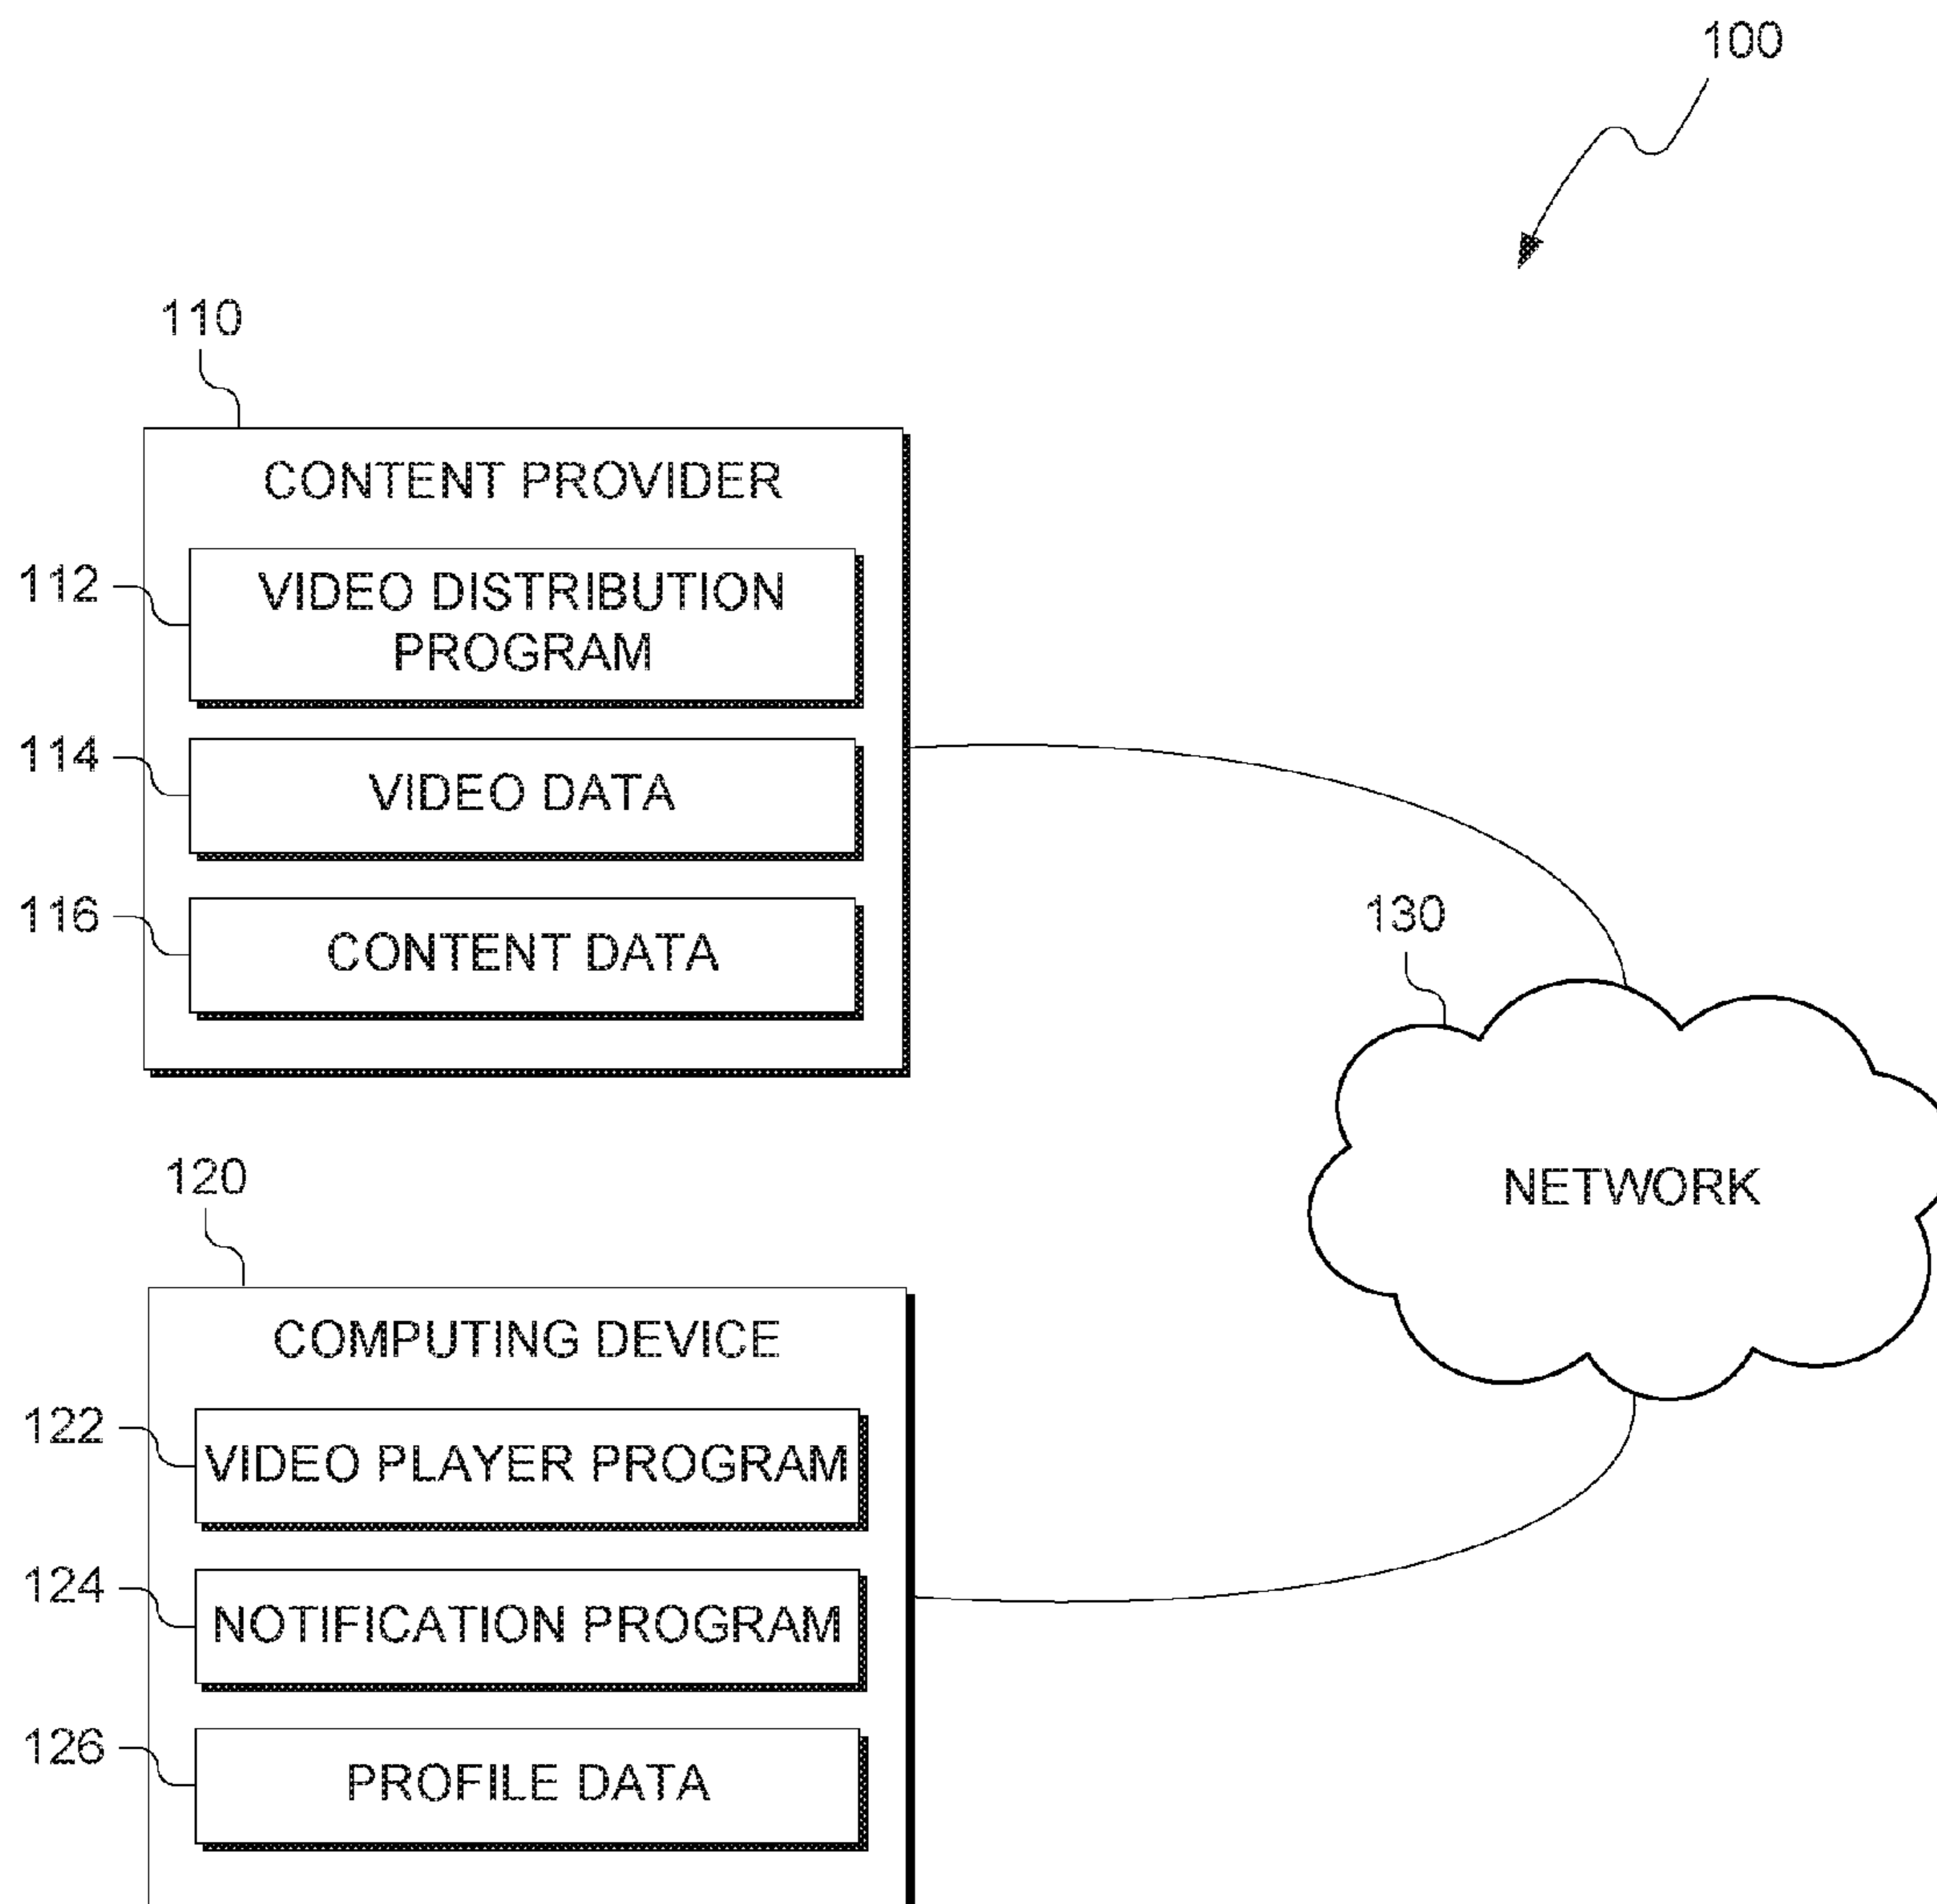 100
110
CONTENT PROVIDER
112
VIDEO DISTRIBUTION
PROGRAM
114
VIDEO DATA
116
CONTENT DATA
130
NETWORK
120
COMPUTING DEVICE
122
VIDEO PLAYER PROGRAM
124
NOTIFICATION PROGRAM
126
PROFILE DATA